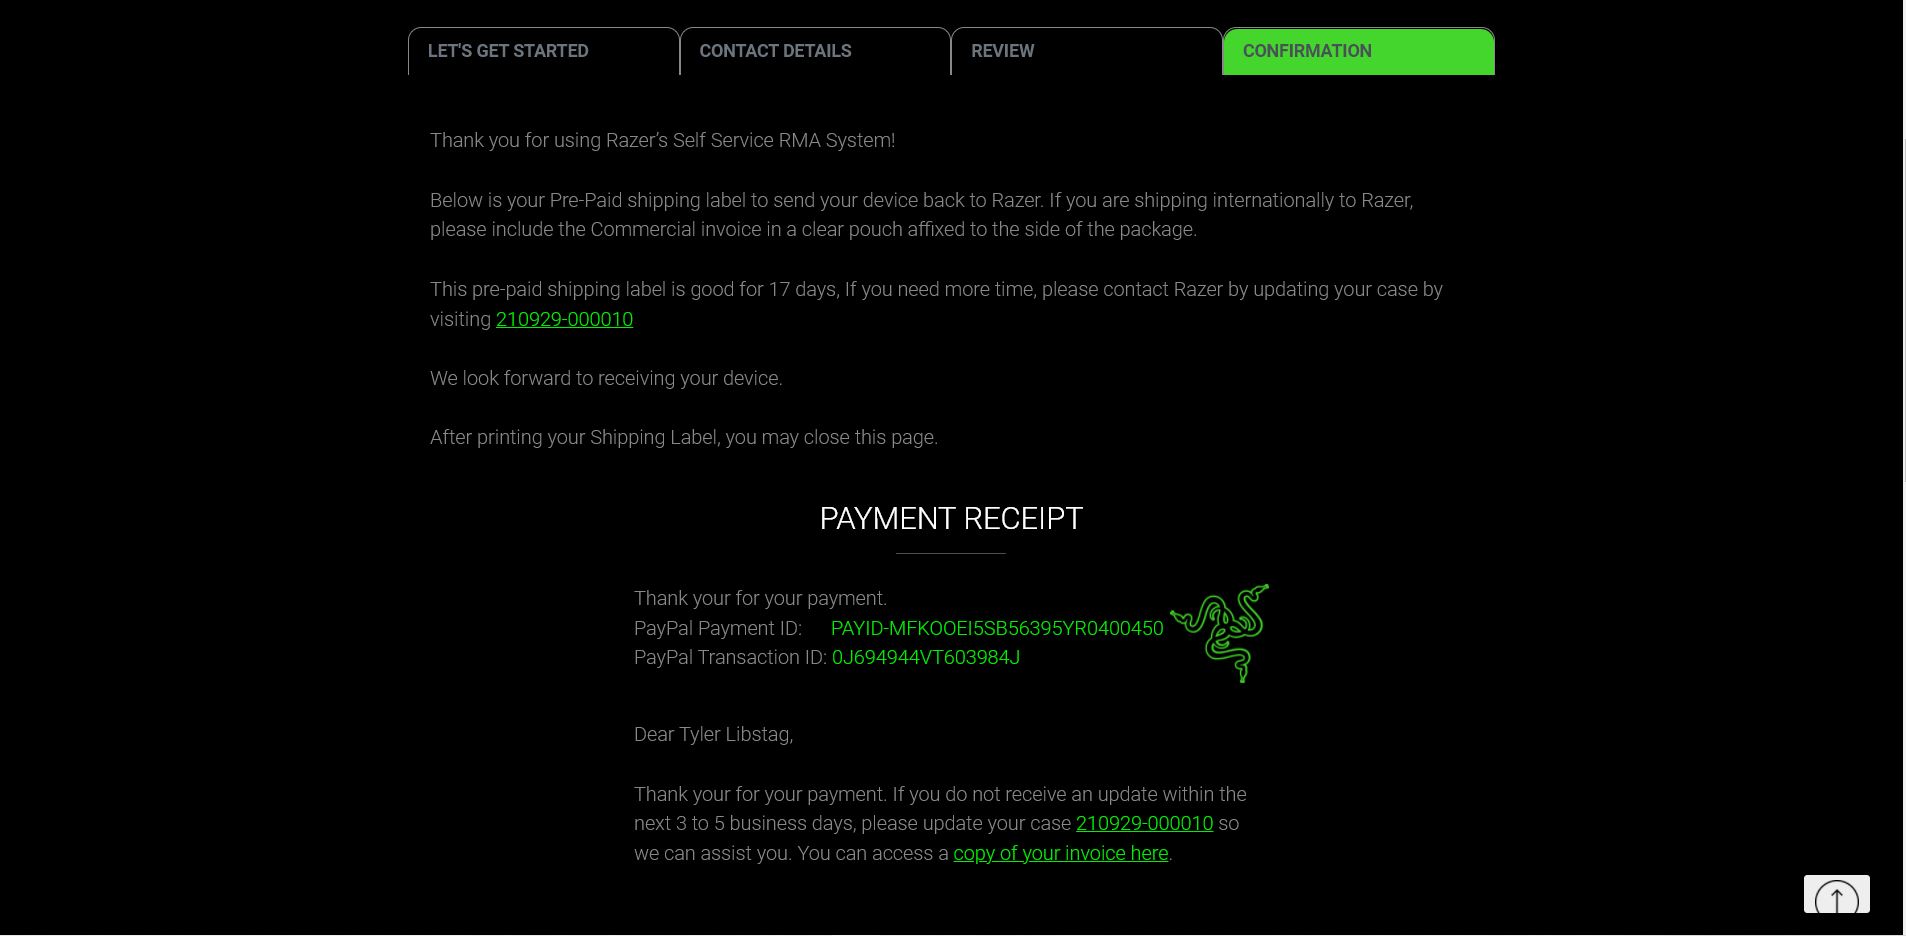 LET'S GET STARTED
CONTACT DETAILS
REVIEW
CONFIRMATION
Thank you for using Razer’s Self Service RMA System!
Below is your Pre-Paid shipping label to send your device back to Razer. If you are shipping internationally to Razer,
please include the Commercial invoice in a clear pouch affixed to the side of the package.
This pre-paid shipping label is good for 17 days, If you need more time, please contact Razer by updating your case by
visiting 210929-000010
We look forward to receiving your device.
After printing your Shipping Label, you may close this page.
PAYMENT RECEIPT
Thank your for your payment.
PayPal Payment ID: PAYID-MFKOOEI5SB56395YR0400450
PayPal Transaction ID: 0J694944VT603984J
Dear Tyler Libstag,
Thank your for your payment. If you do not receive an update within the
next 3 to 5 business days, please update your case 210929-000010 so
we can assist you. You can access a copy of your invoice here.